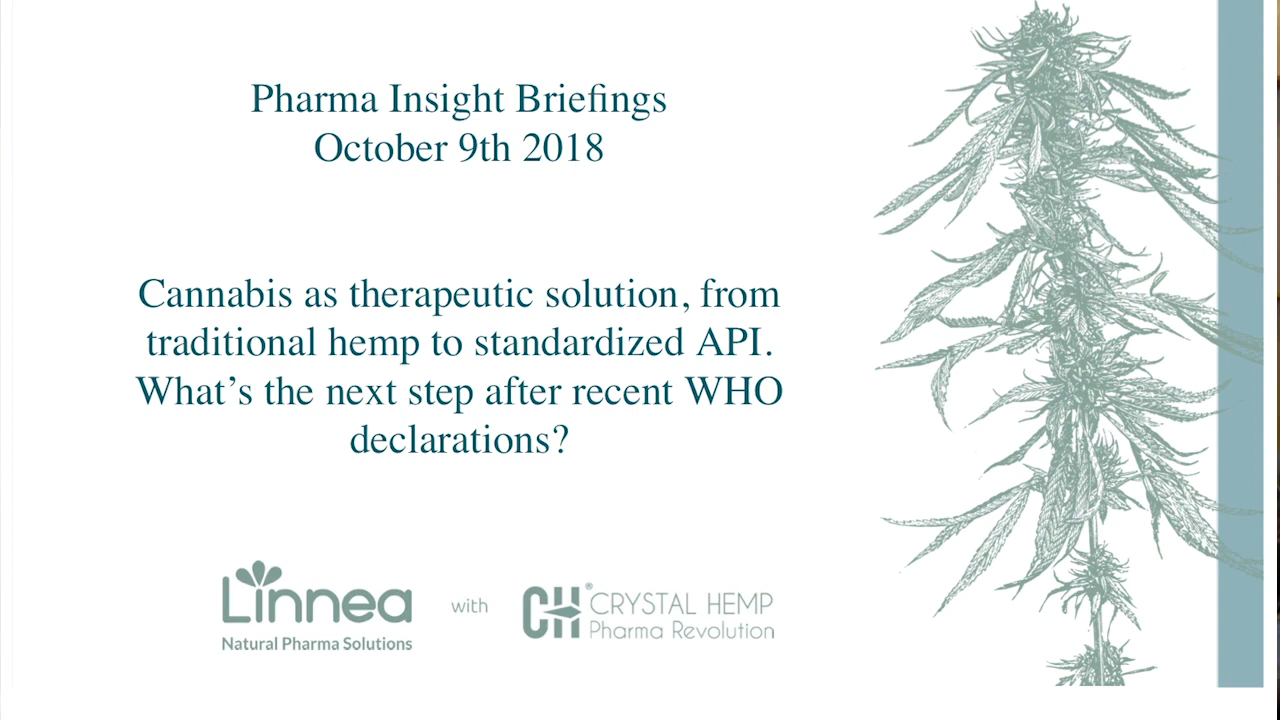 Pharma Insight Briefings
October 9th 2018
Cannabis as therapeutic solution, from
traditional hemp to standardized API.
What’s the next step after recent WHO
declarations?
Linnea
Natural Pharma Solutions
with
CH® CRYSTAL HEMP
Pharma Revolution